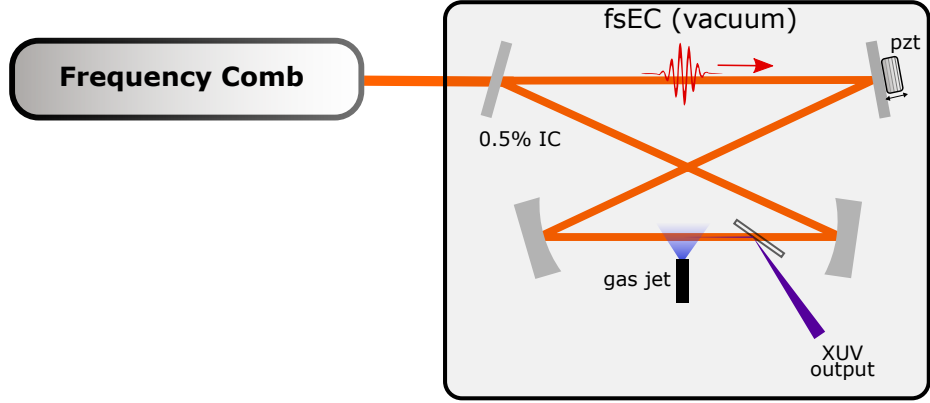 fsEC (vacuum)
pzt
Frequency Comb
0.5% IC
gas jet
XUV
output